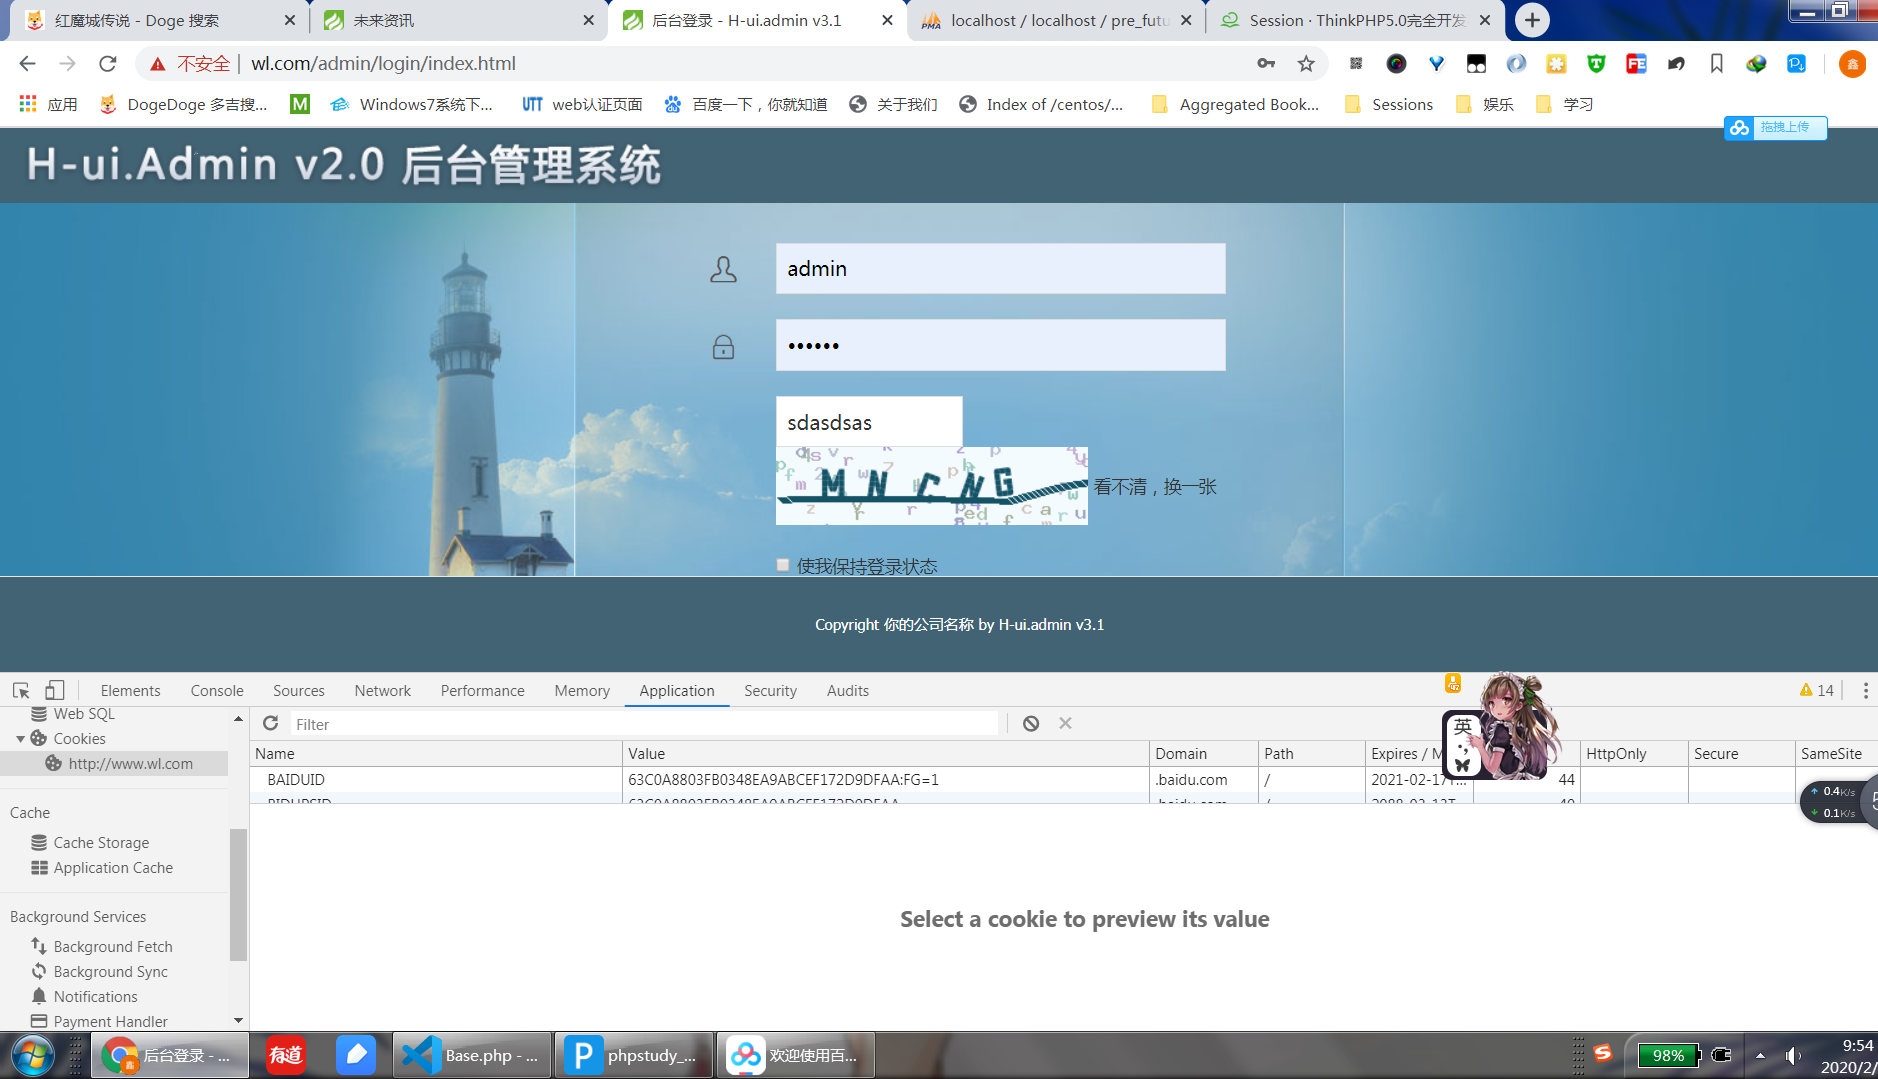 红魔城传说 - Doge 搜索
未来资讯
后台登录 - H-ui.admin v3.1
localhost / localhost / pre_futu
Session · ThinkPHP5.0完全开发
不安全 | wl.com/admin/login/index.html
应用
DogeDoge 多吉搜...
M
Windows7系统下...
UTT web认证页面
百度一下，你就知道
关于我们
Index of /centos/...
Aggregated Book...
Sessions
娱乐
学习
拖拽上传
H-ui.Admin v2.0 后台管理系统
admin
••••••
sdasdsas
M N C N G
看不清，换一张
使我保持登录状态
Copyright 你的公司名称 by H-ui.admin v3.1
Elements Console Sources Network Performance Memory Application Security Audits
14
Web SQL
Cookies
http://www.wl.com
Cache
Cache Storage
Application Cache
Background Services
Background Fetch
Background Sync
Notifications
Payment Handler
Filter
Name Value Domain Path Expires / M HttpOnly Secure SameSite
BAIDUID 63C0A8803FB0348EA9ABCEF172D9DFAA:FG=1 .baidu.com / 2021-02-17T... 44
Select a cookie to preview its value
英
0.4K/s
0.1K/s
后台登录 - ...
有道
Base.php - ...
phpstudy_...
欢迎使用百...
98%
9:54
2020/2/